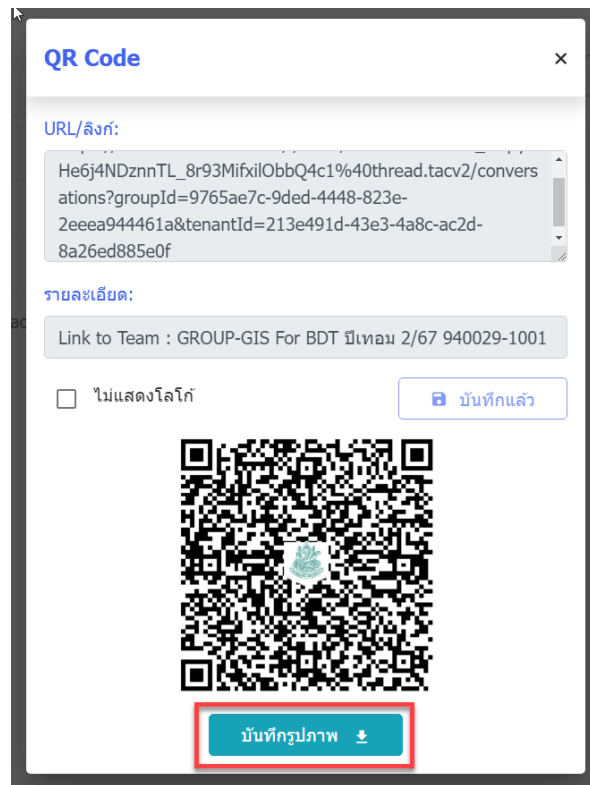 QR Code
×
URL/ลิงก์:
He6j4NDznnTL_8r93MifxilObbQ4c1%40thread.tacv2/convers
ations?groupId=9765ae7c-9ded-4448-823e-
2eeea944461a&tenantId=213e491d-43e3-4a8c-ac2d-
8a26ed885e0f
รายละเอียด:
Link to Team : GROUP-GIS For BDT ปีเทอม 2/67 940029-1001
ไม่แสดงโลโก้
บันทึกแล้ว
บันทึกรูปภาพ